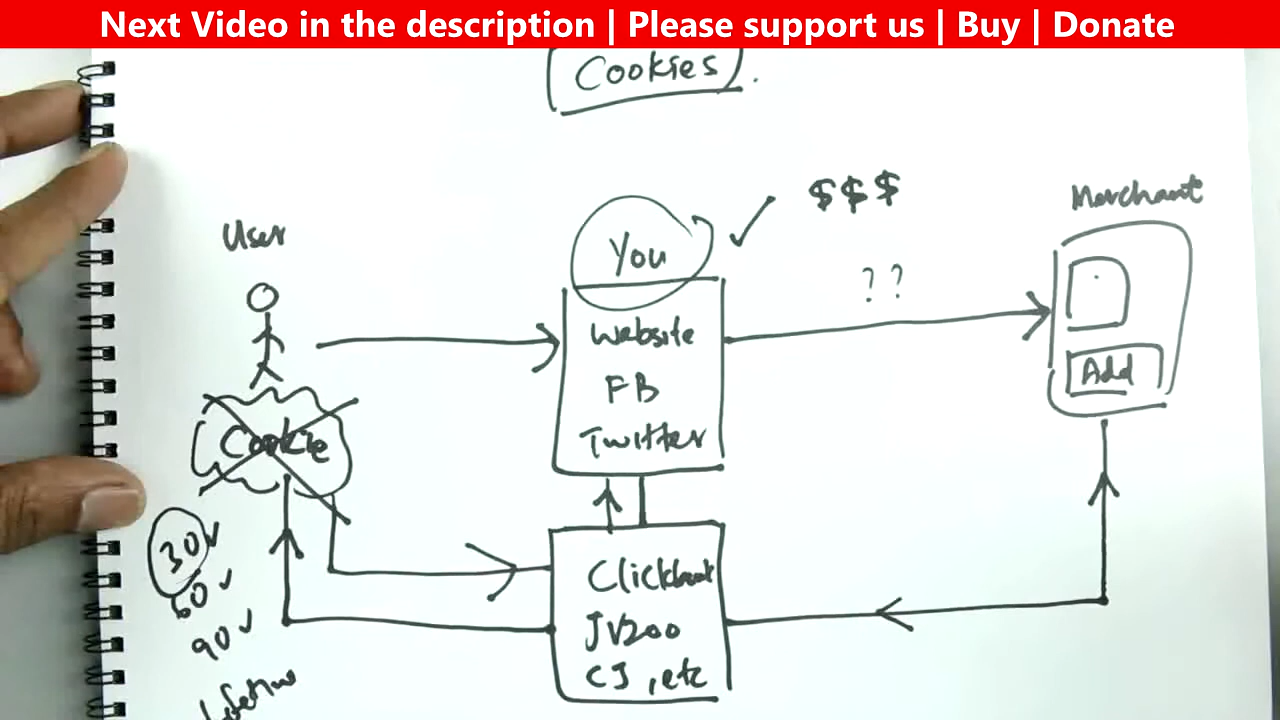 Next Video in the description | Please support us | Buy | Donate
Cookies
$$$
Merchant
User
You
??
Website
FB
Twitter
Add
Cookie
30
60
90
Lifetime
Clickbank
JVZOO
CJ, etc